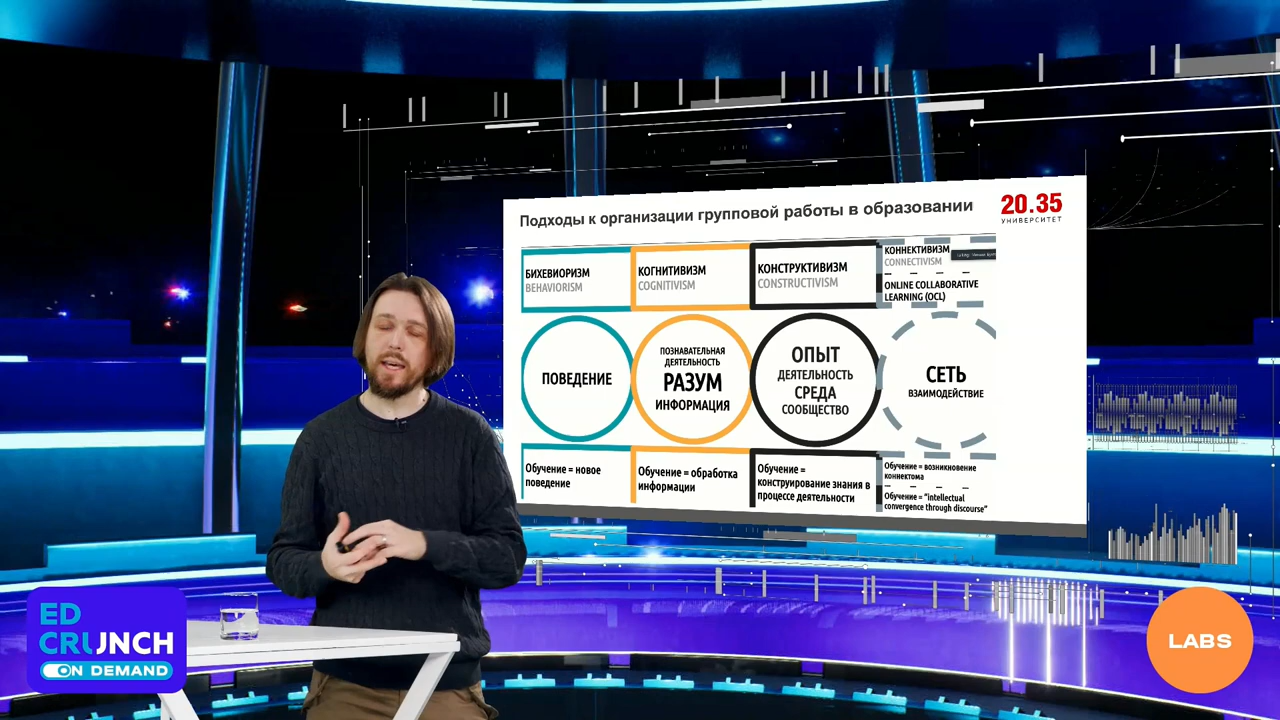 Подходы к организации групповой работы в образовании
20.35
УНИВЕРСИТЕТ
БИХЕВИОРИЗМ
BEHAVIORISM
КОГНИТИВИЗМ
COGNITIVISM
КОНСТРУКТИВИЗМ
CONSTRUCTIVISM
КОННЕКТИВИЗМ
CONNECTIVISM
ONLINE COLLABORATIVE
LEARNING (OCL)
ПОВЕДЕНИЕ
ПОЗНАВАТЕЛЬНАЯ
ДЕЯТЕЛЬНОСТЬ
РАЗУМ
ИНФОРМАЦИЯ
ОПЫТ
ДЕЯТЕЛЬНОСТЬ
СРЕДА
СООБЩЕСТВО
СЕТЬ
ВЗАИМОДЕЙСТВИЕ
Обучение = новое
поведение
Обучение = обработка
информации
Обучение =
конструирование знания в
процессе деятельности
Обучение = возникновение
коннектома
Обучение = "intellectual
convergence through discourse"
ED
CRUNCH
ON DEMAND
LABS